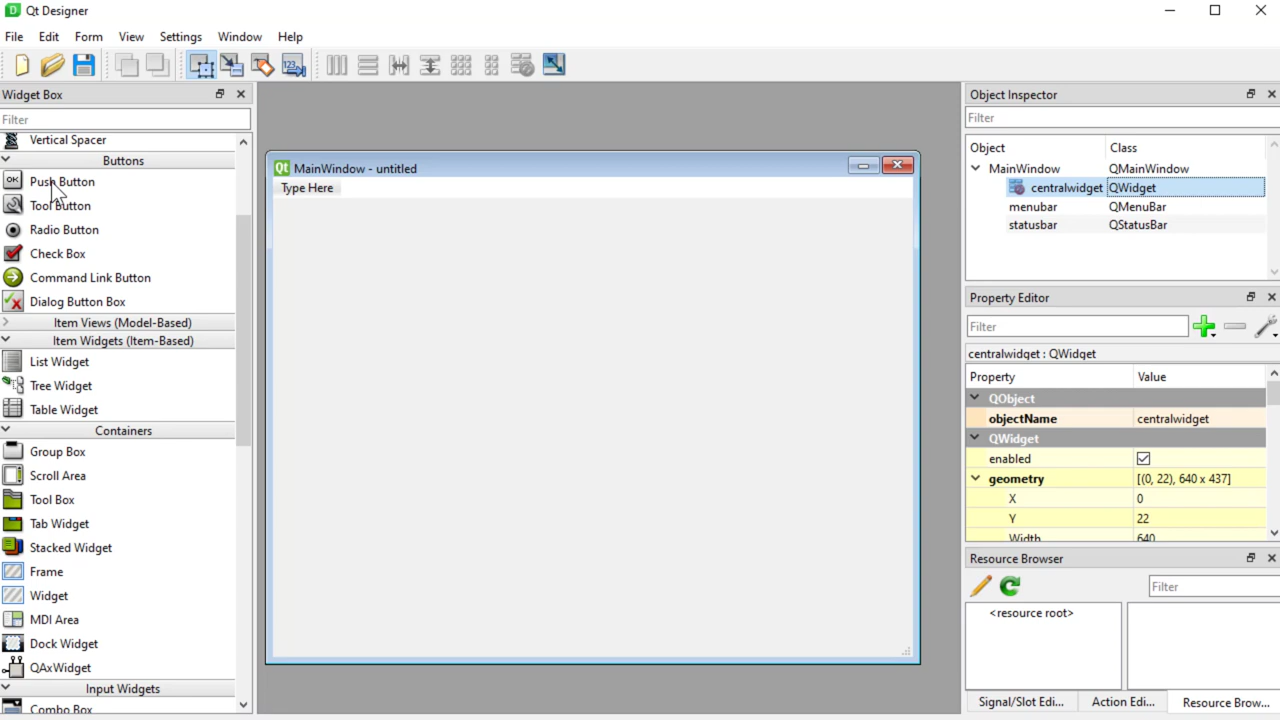 Qt Designer
File Edit Form View Settings Window Help
Widget Box
Filter
Vertical Spacer
Buttons
OK Push Button
Tool Button
Radio Button
Check Box
Command Link Button
Dialog Button Box
Item Views (Model-Based)
Item Widgets (Item-Based)
List Widget
Tree Widget
Table Widget
Containers
Group Box
Scroll Area
Tool Box
Tab Widget
Stacked Widget
Frame
Widget
MDI Area
Dock Widget
QAxWidget
Input Widgets
Combo Box
Qt MainWindow - untitled
Type Here
Object Inspector
Filter
Object Class
MainWindow QMainWindow
centralwidget QWidget
menubar QMenuBar
statusbar QStatusBar
Property Editor
Filter
centralwidget : QWidget
Property Value
QObject
objectName centralwidget
QWidget
enabled
geometry [(0, 22), 640 x 437]
X 0
Y 22
Width 640
Resource Browser
Filter
<resource root>
Signal/Slot Edi... Action Edi... Resource Brow...